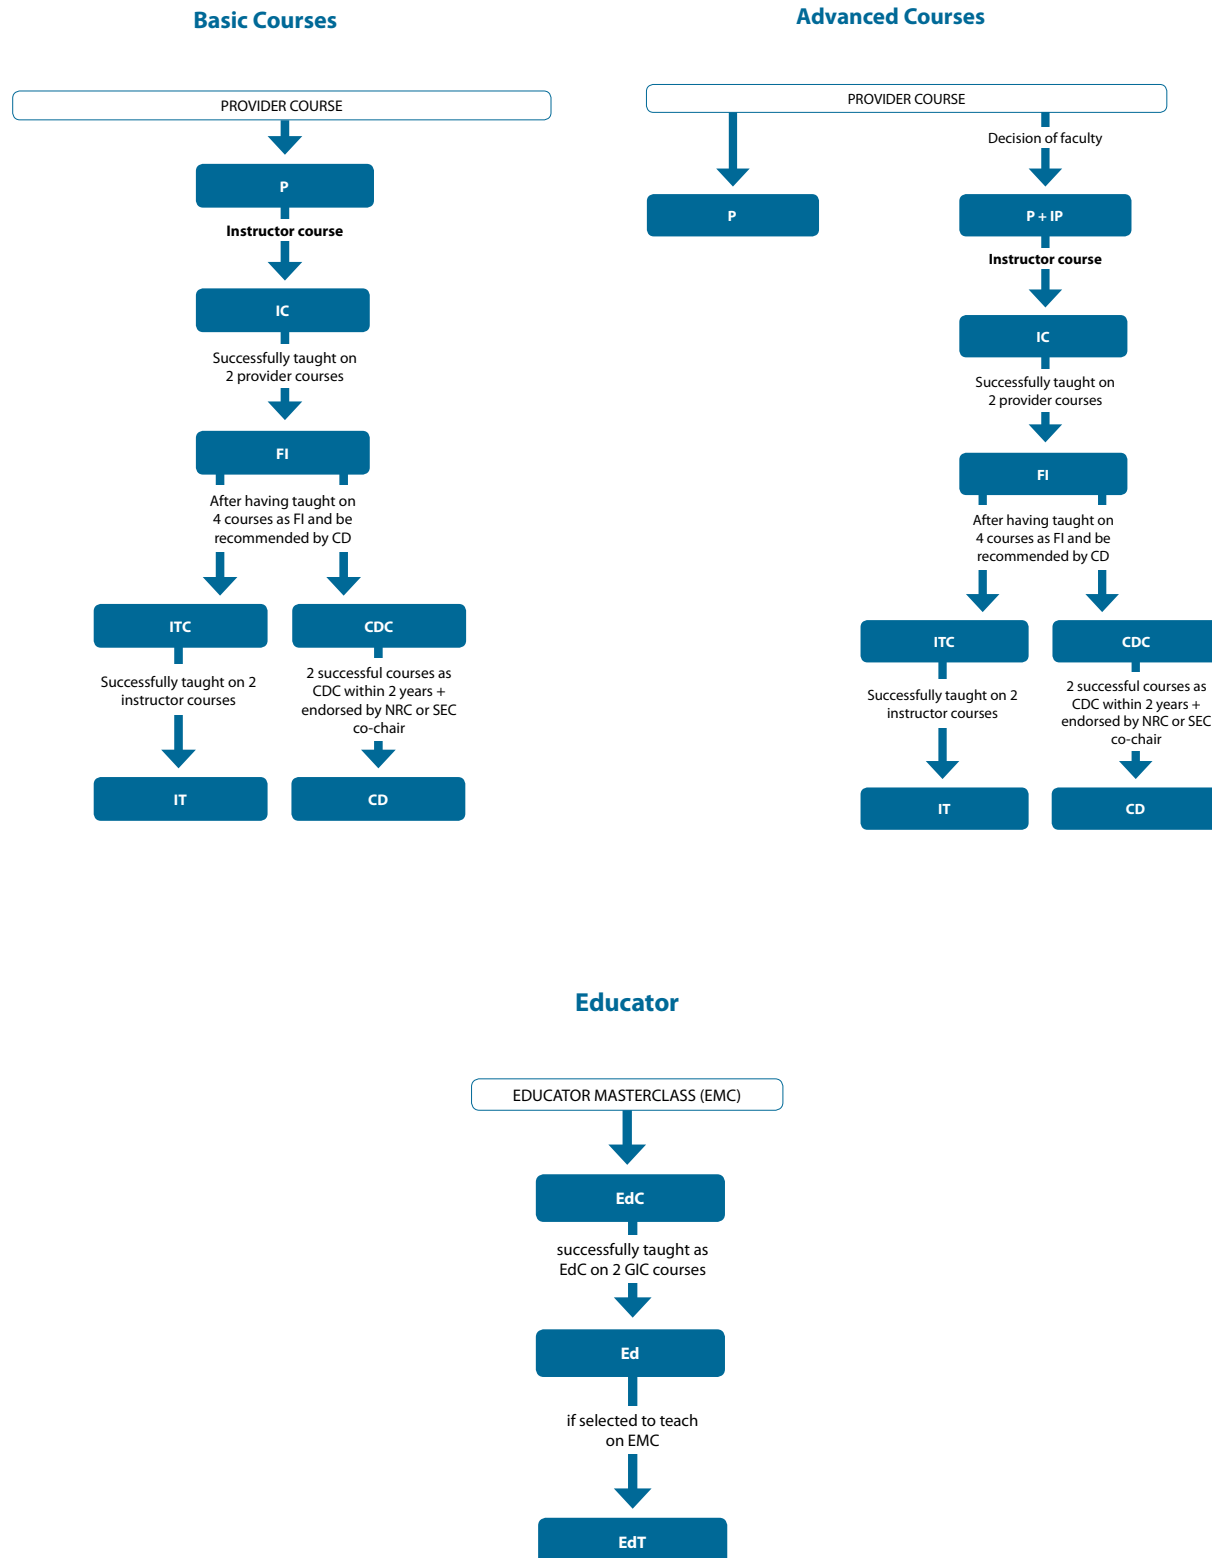 Basic Courses
PROVIDER COURSE
P
Instructor course
IC
Successfully taught on
2 provider courses
FI
After having taught on
4 courses as FI and be
recommended by CD
ITC
CDC
Successfully taught on 2
instructor courses
2 successful courses as
CDC within 2 years +
endorsed by NRC or SEC
co-chair
IT
CD
Advanced Courses
PROVIDER COURSE
Decision of faculty
P
P + IP
Instructor course
IC
Successfully taught on
2 provider courses
FI
After having taught on
4 courses as FI and be
recommended by CD
ITC
CDC
Successfully taught on 2
instructor courses
2 successful courses as
CDC within 2 years +
endorsed by NRC or SEC
co-chair
IT
CD
Educator
EDUCATOR MASTERCLASS (EMC)
EdC
successfully taught as
EdC on 2 GIC courses
Ed
if selected to teach
on EMC
EdT